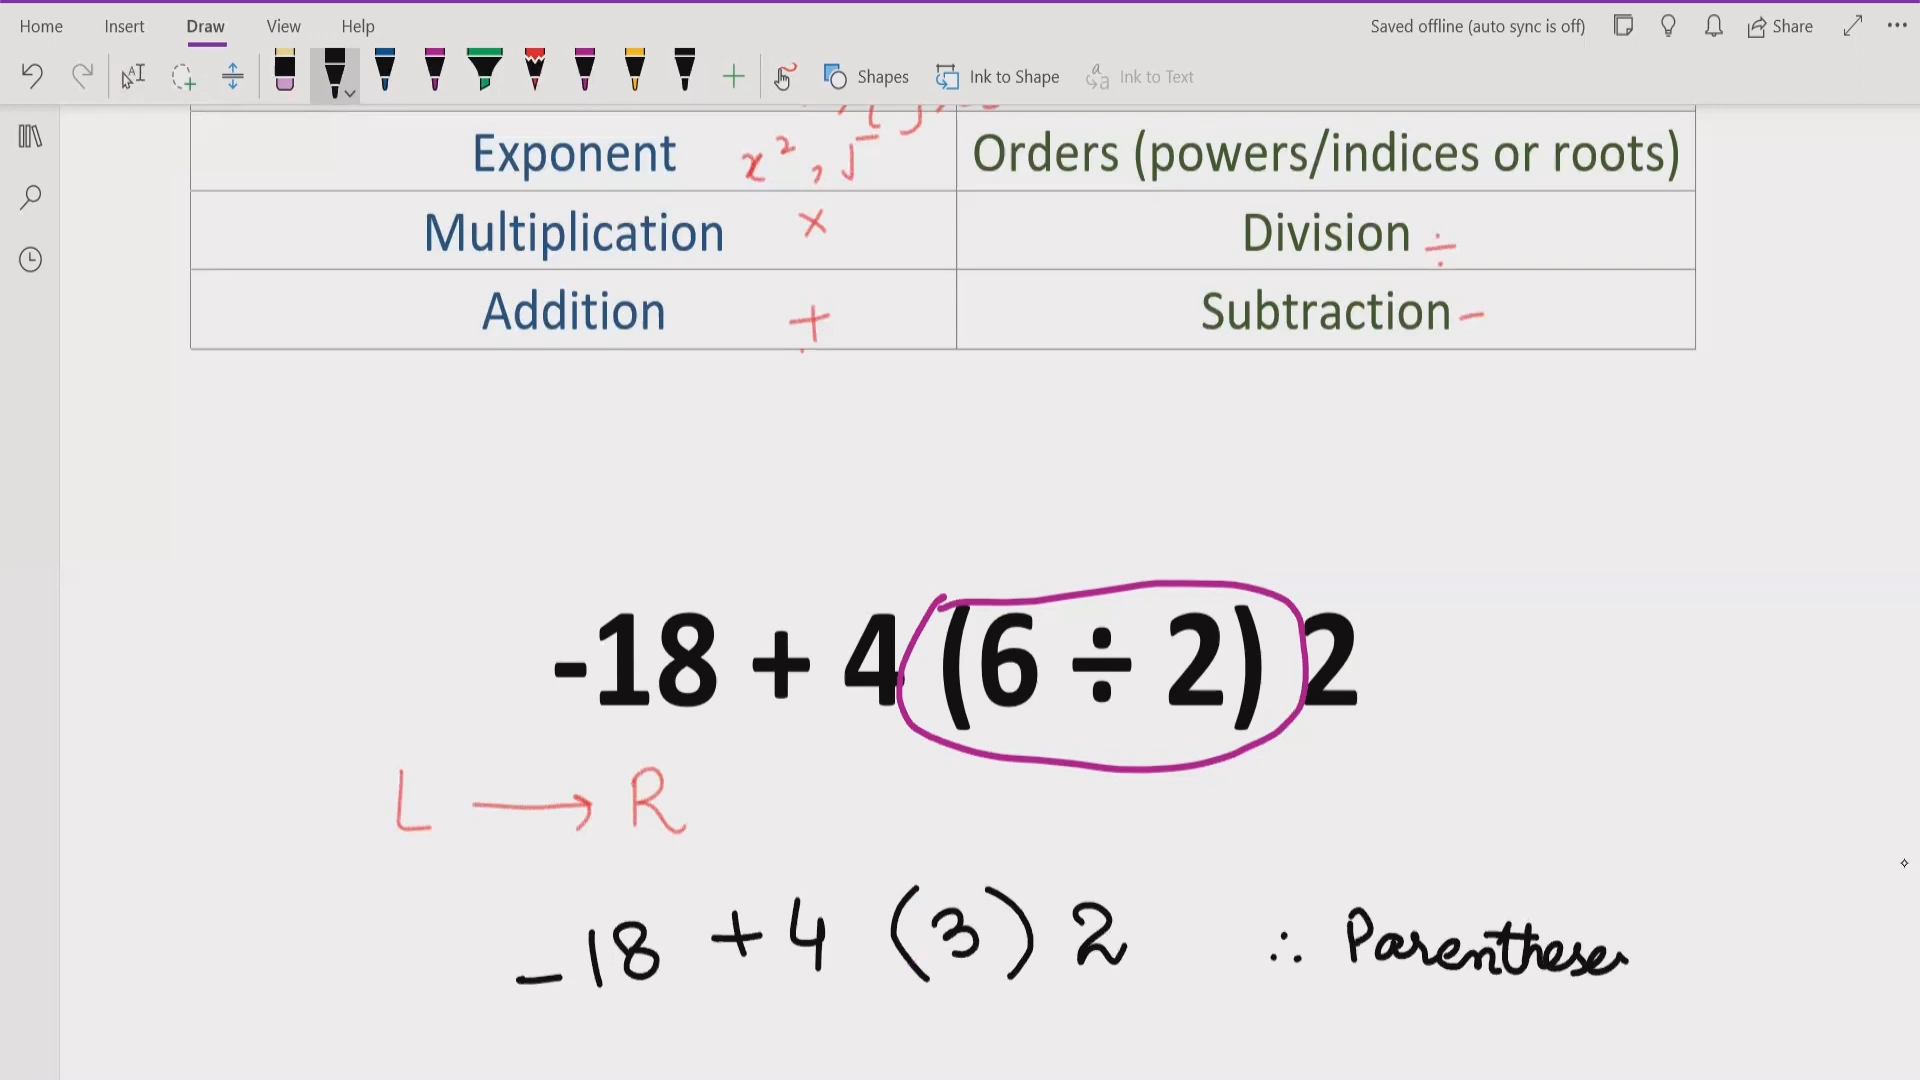 Home Insert Draw View Help Saved offline (auto sync is off) Share
Shapes Ink to Shape Ink to Text
Exponent x², √ Orders (powers/indices or roots)
Multiplication × Division ÷
Addition + Subtraction -
-18 + 4 (6 ÷ 2) 2
L → R
-18 + 4 (3) 2 ∴ Parentheses